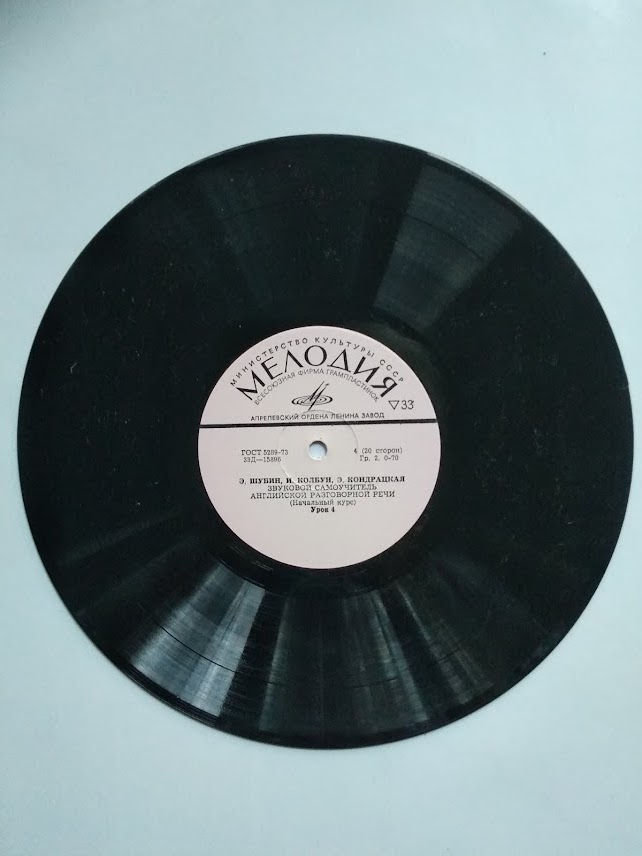 МИНИСТЕРСТВО КУЛЬТУРЫ СССР
МЕЛОДИЯ
ВСЕСОЮЗНАЯ ФИРМА ГРАМПЛАСТИНОК
▽33
АПРЕЛЕВСКИЙ ОРДЕНА ЛЕНИНА ЗАВОД
ГОСТ 5289-73 4 (20 сторон)
33Д—15896 Гр. 2. 0-70
Э. ШУБИН, И. КОЛБУН, Э. КОНДРАЦКАЯ
ЗВУКОВОЙ САМОУЧИТЕЛЬ
АНГЛИЙСКОЙ РАЗГОВОРНОЙ РЕЧИ
(Начальный курс)
Урок 4